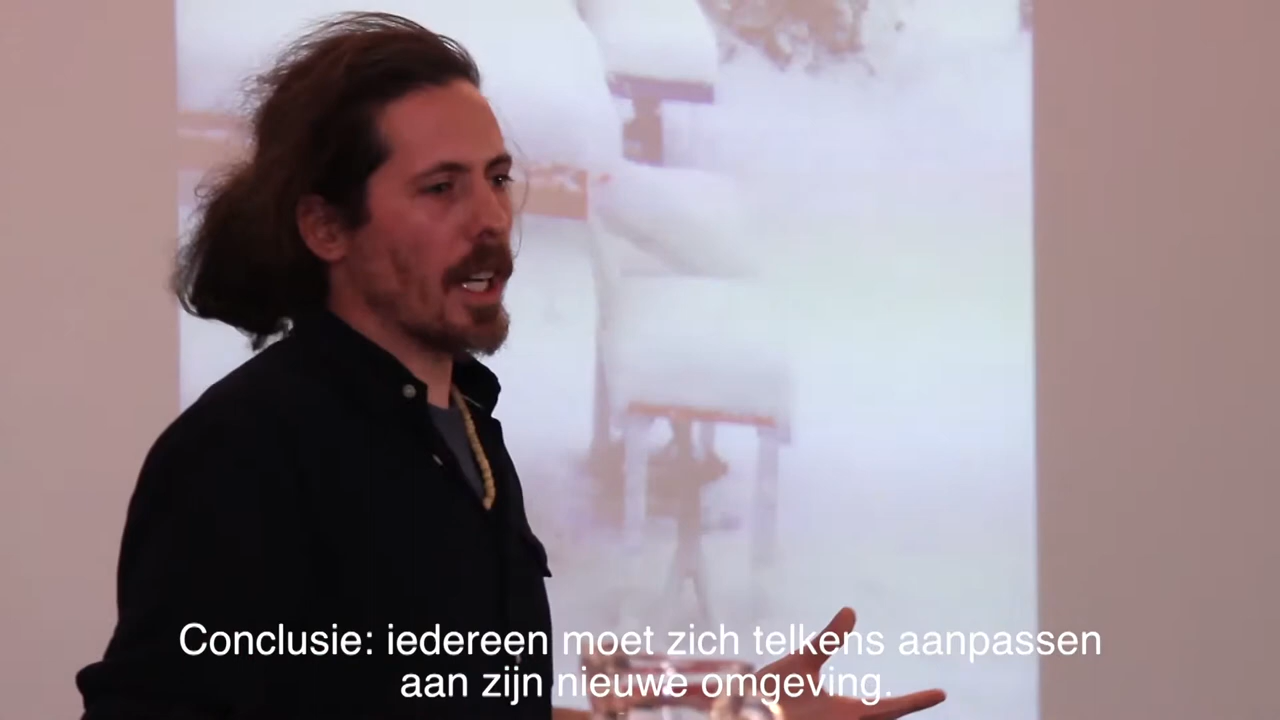 Conclusie: iedereen moet zich telkens aanpassen
aan zijn nieuwe omgeving.